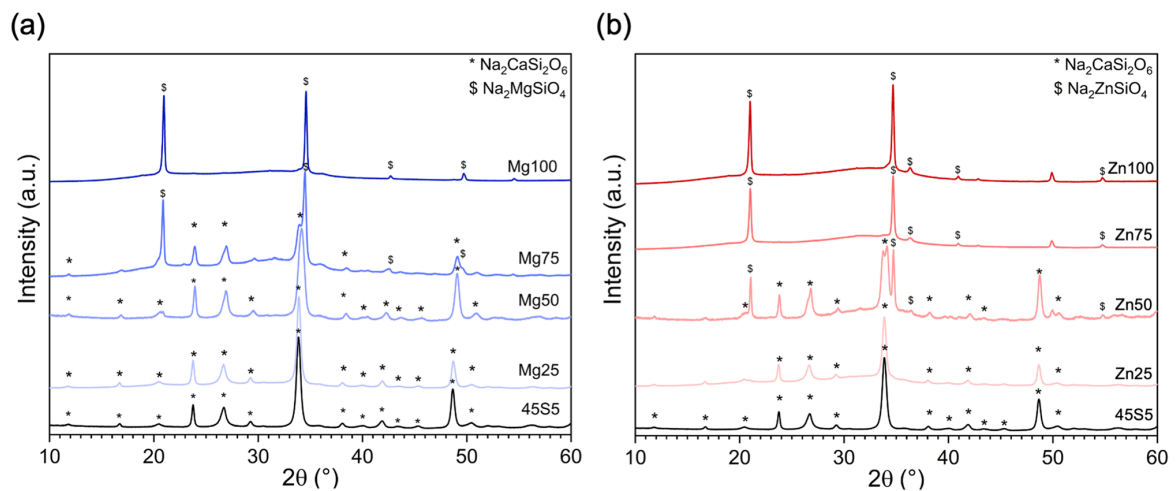 (a)
* Na₂CaSi₂O₆
$ Na₂MgSiO₄
$
$
Mg100
$
$
$
$
* * * * * * $ * $
Mg75
* * * * * * * * * * * * *
Mg50
* * * * * * * * * * * *
Mg25
* * * * * * * * * * * *
45S5
Intensity (a.u.)
10 20 30 40 50 60
2θ (°)
(b)
* Na₂CaSi₂O₆
$ Na₂ZnSiO₄
$
$
Zn100
$ $ $
$
$
Zn75
$ $ $
* $ * * * * $ $ * * * * * $
Zn50
* * * * * * * *
Zn25
* * * * * * * * * * * *
45S5
Intensity (a.u.)
10 20 30 40 50 60
2θ (°)